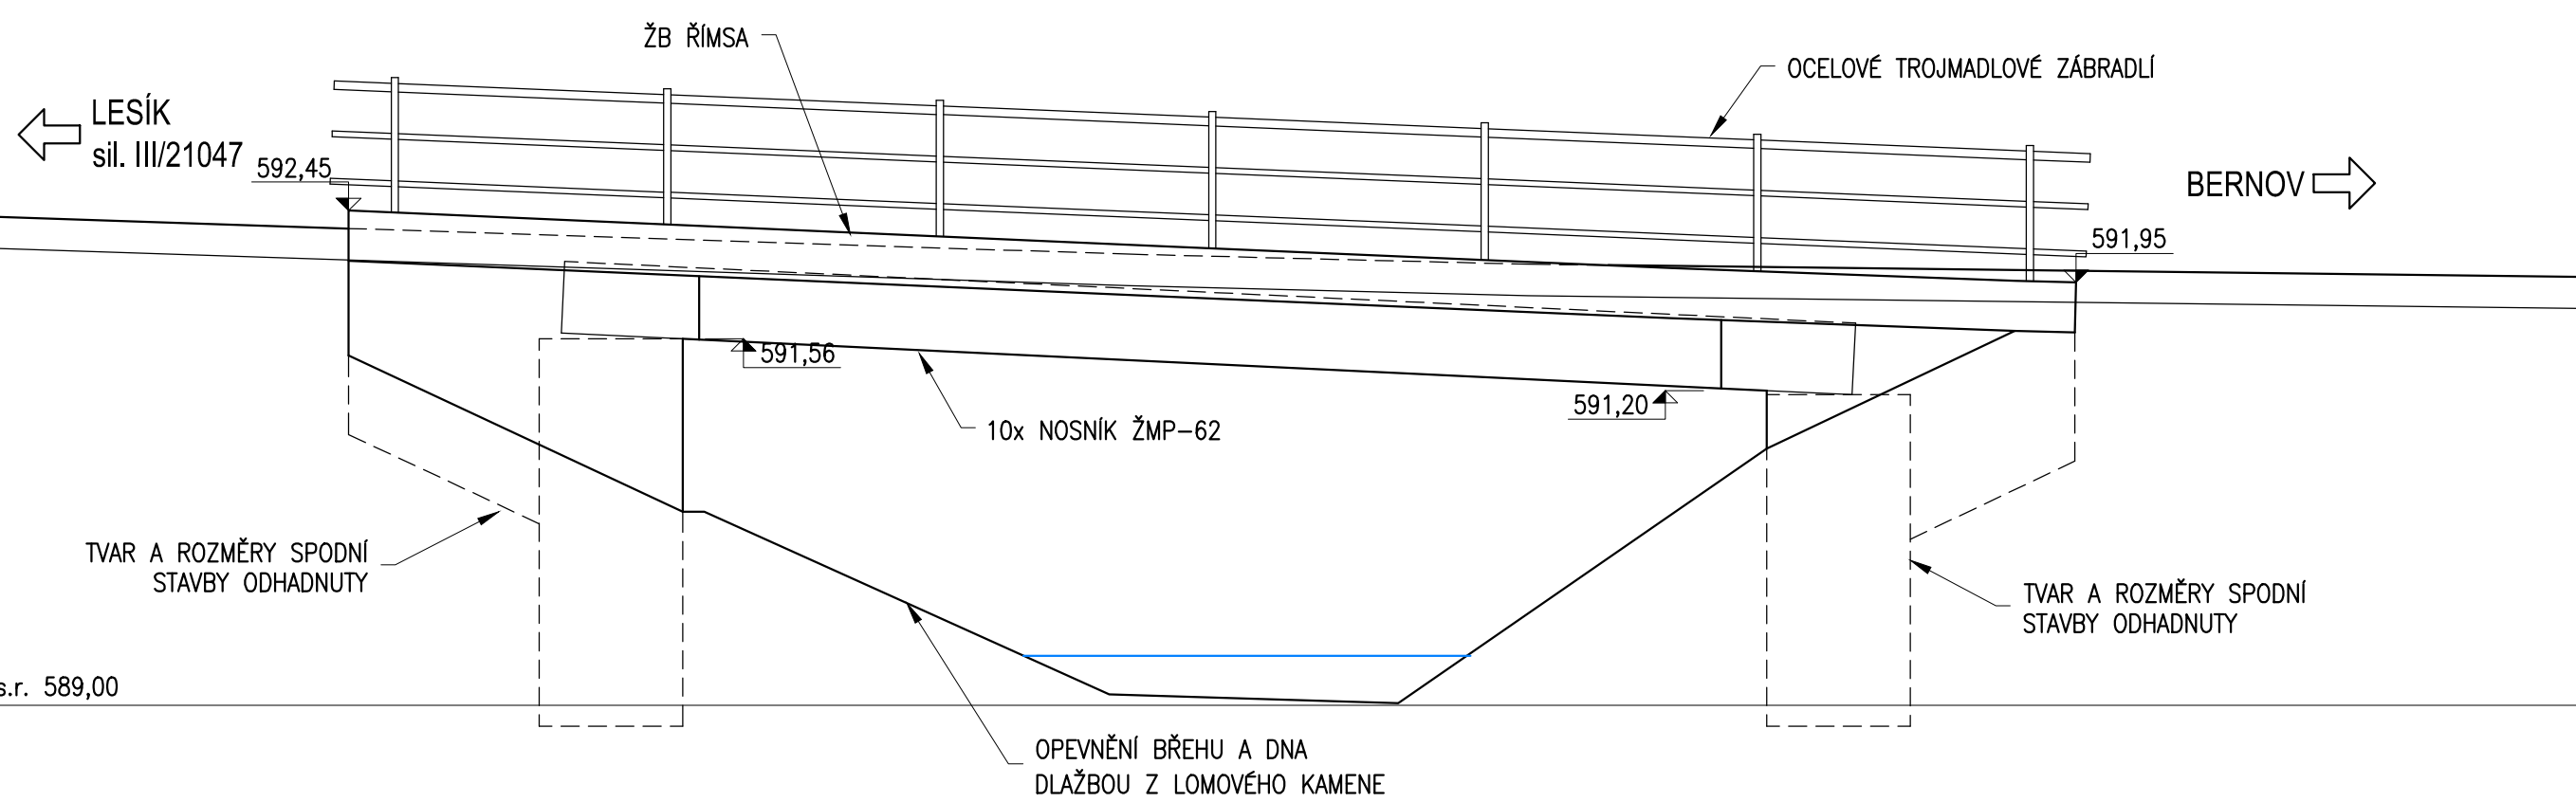 ŽB ŘÍMSA
OCELOVÉ TROJMADLOVÉ ZÁBRADLÍ
LESÍK
sil. III/21047
592,45
BERNOV
591,95
591,56
591,20
10x NOSNÍK ŽMP-62
TVAR A ROZMĚRY SPODNÍ
STAVBY ODHADNUTY
TVAR A ROZMĚRY SPODNÍ
STAVBY ODHADNUTY
s.r. 589,00
OPEVNĚNÍ BŘEHU A DNA
DLAŽBOU Z LOMOVÉHO KAMENE